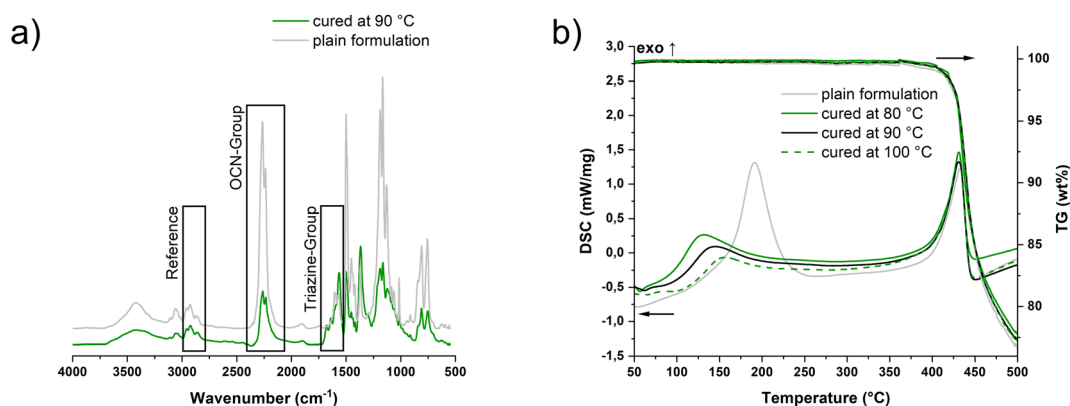 a)
cured at 90 °C
plain formulation
Reference
OCN-Group
Triazine-Group
4000 3500 3000 2500 2000 1500 1000 500
Wavenumber (cm⁻¹)
b)
exo ↑
plain formulation
cured at 80 °C
cured at 90 °C
cured at 100 °C
3,0
2,5
2,0
1,5
1,0
0,5
0,0
-0,5
-1,0
-1,5
DSC (mW/mg)
100
95
90
85
80
TG (wt%)
50 100 150 200 250 300 350 400 450 500
Temperature (°C)